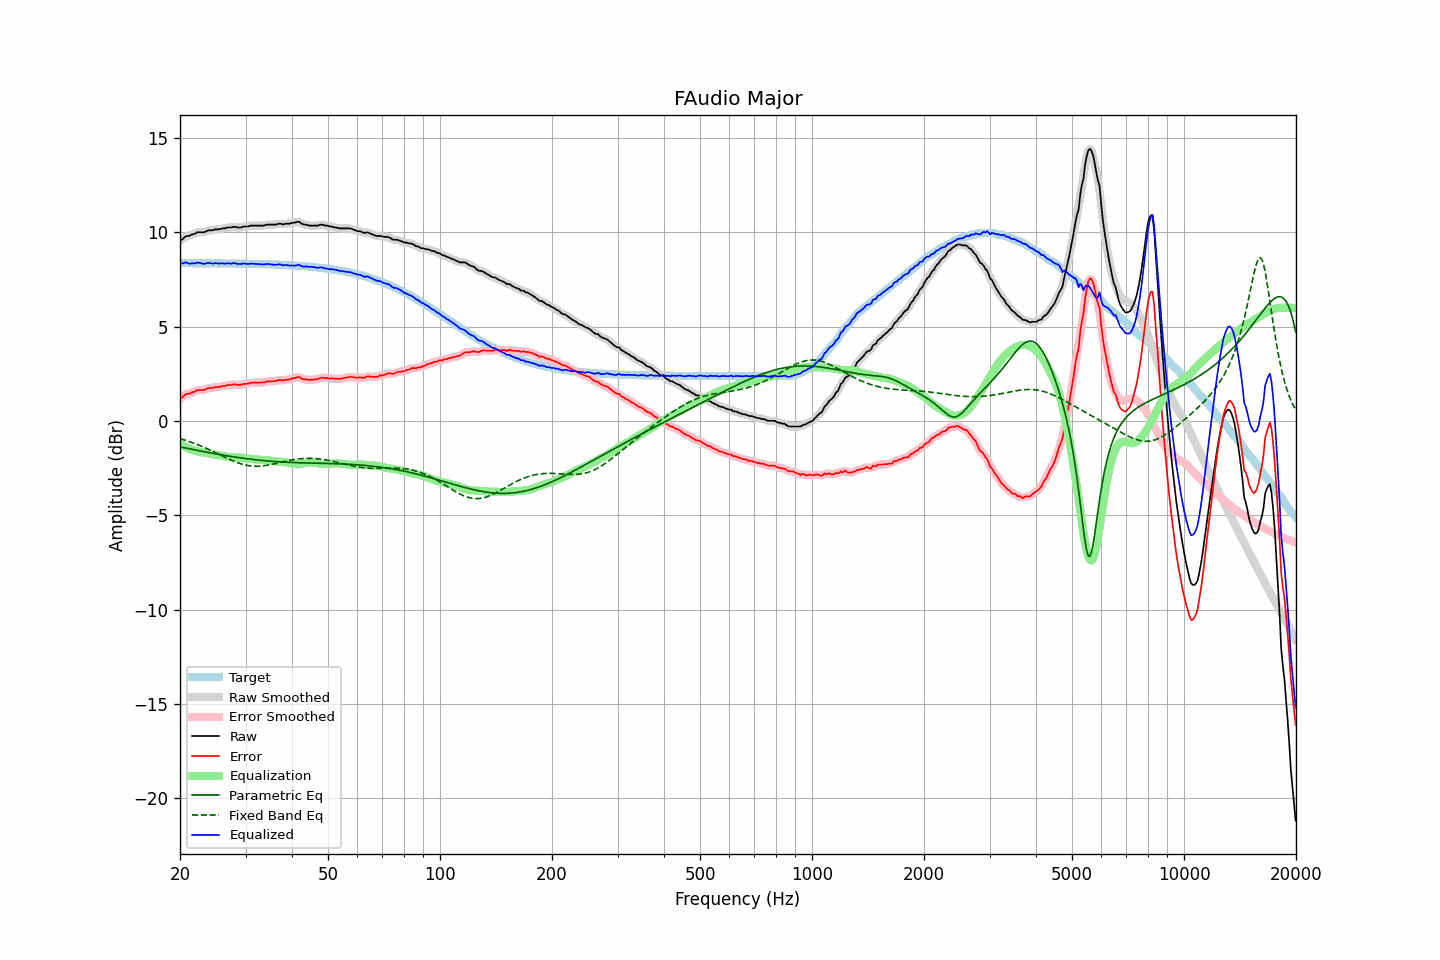 FAudio Major
Amplitude (dBr)
15
10
5
0
−5
−10
−15
−20
Target
Raw Smoothed
Error Smoothed
Raw
Error
Equalization
Parametric Eq
Fixed Band Eq
Equalized
20 50 100 200 500 1000 2000 5000 10000 20000
Frequency (Hz)